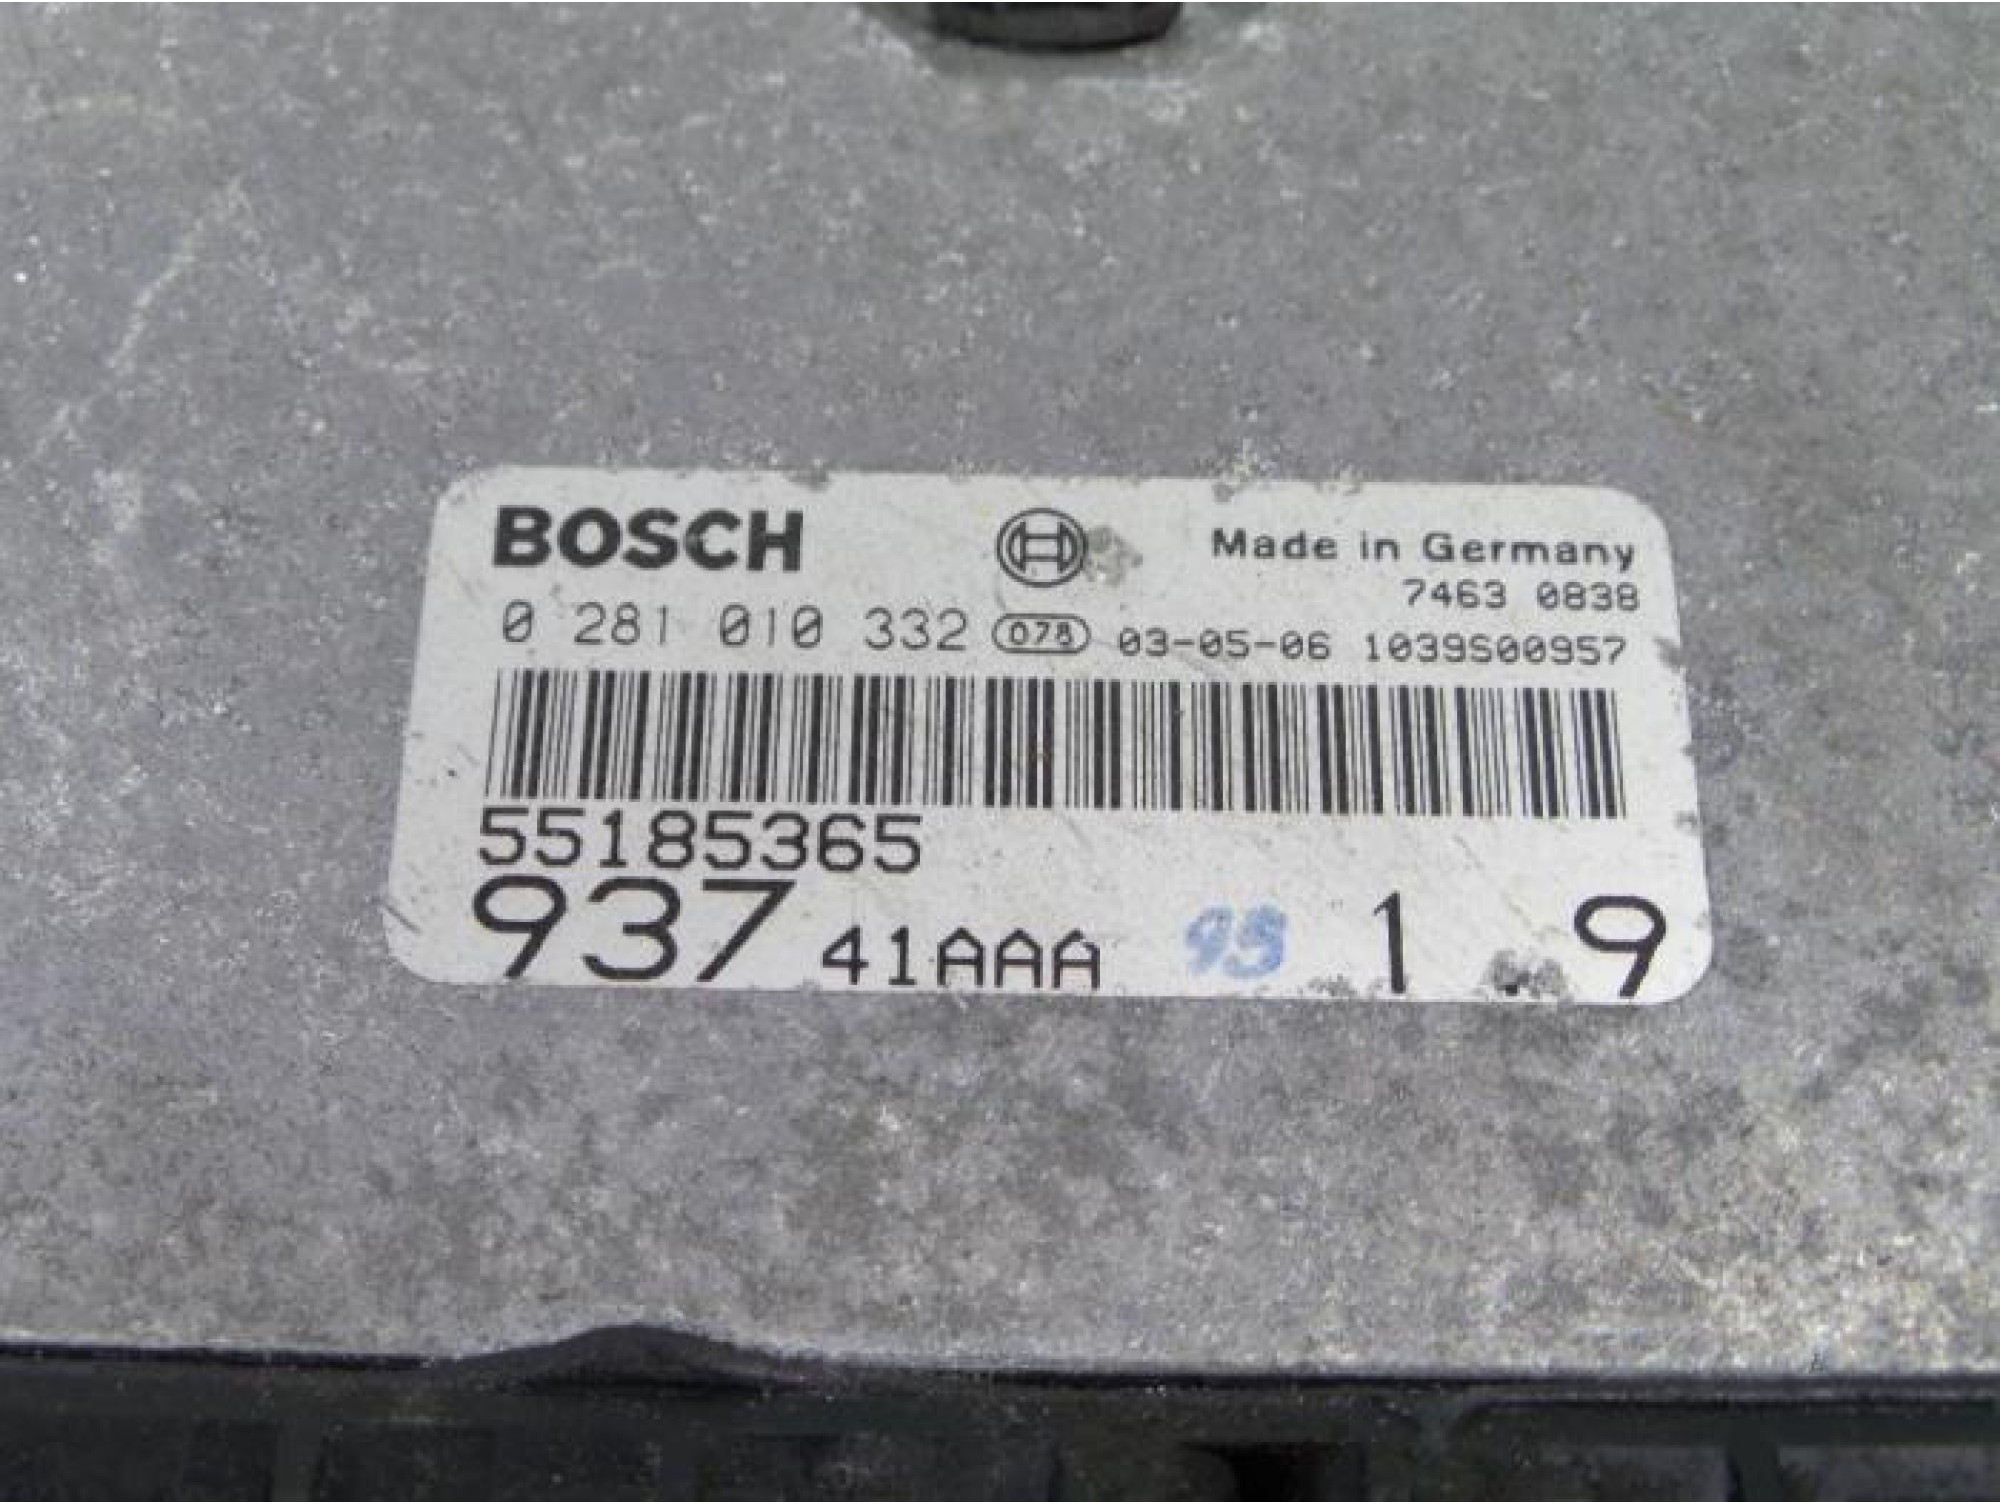 BOSCH Made in Germany
7463 0838
0 281 010 332 078 03-05-06 1039S00957
55185365
937 41AAA 1.9